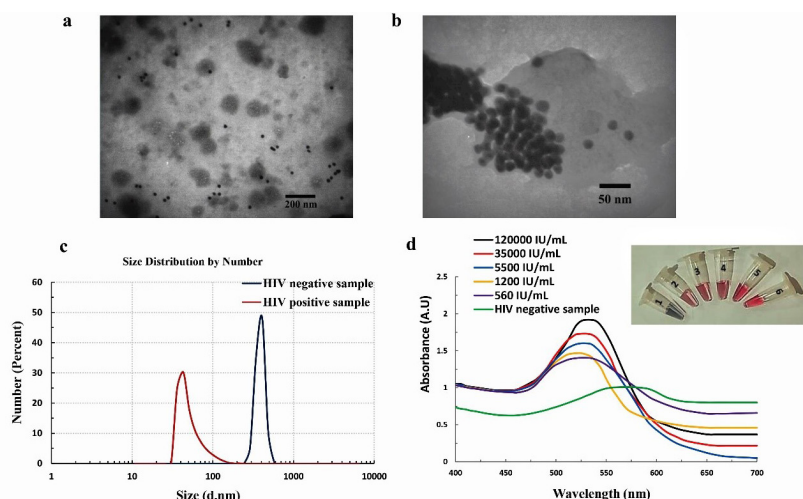 a
200 nm
b
50 nm
c
Size Distribution by Number
HIV negative sample
HIV positive sample
Number (Percent)
60
50
40
30
20
10
0
1 10 100 1000 10000
Size (d.nm)
d
120000 IU/mL
35000 IU/mL
5500 IU/mL
1200 IU/mL
560 IU/mL
HIV negative sample
1 2 3 4 5 6
Absorbance (A.U)
2.5
2
1.5
1
0.5
0
400 450 500 550 600 650 700
Wavelength (nm)